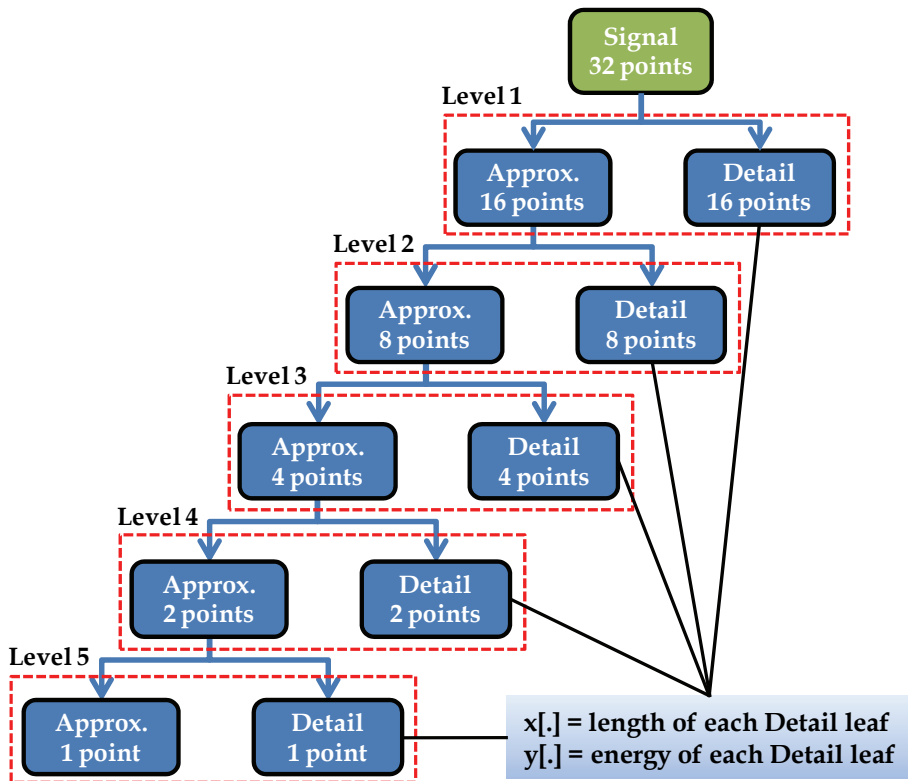 Signal
32 points
Level 1
Approx.
16 points
Detail
16 points
Level 2
Approx.
8 points
Detail
8 points
Level 3
Approx.
4 points
Detail
4 points
Level 4
Approx.
2 points
Detail
2 points
Level 5
Approx.
1 point
Detail
1 point
x[.] = length of each Detail leaf
y[.] = energy of each Detail leaf